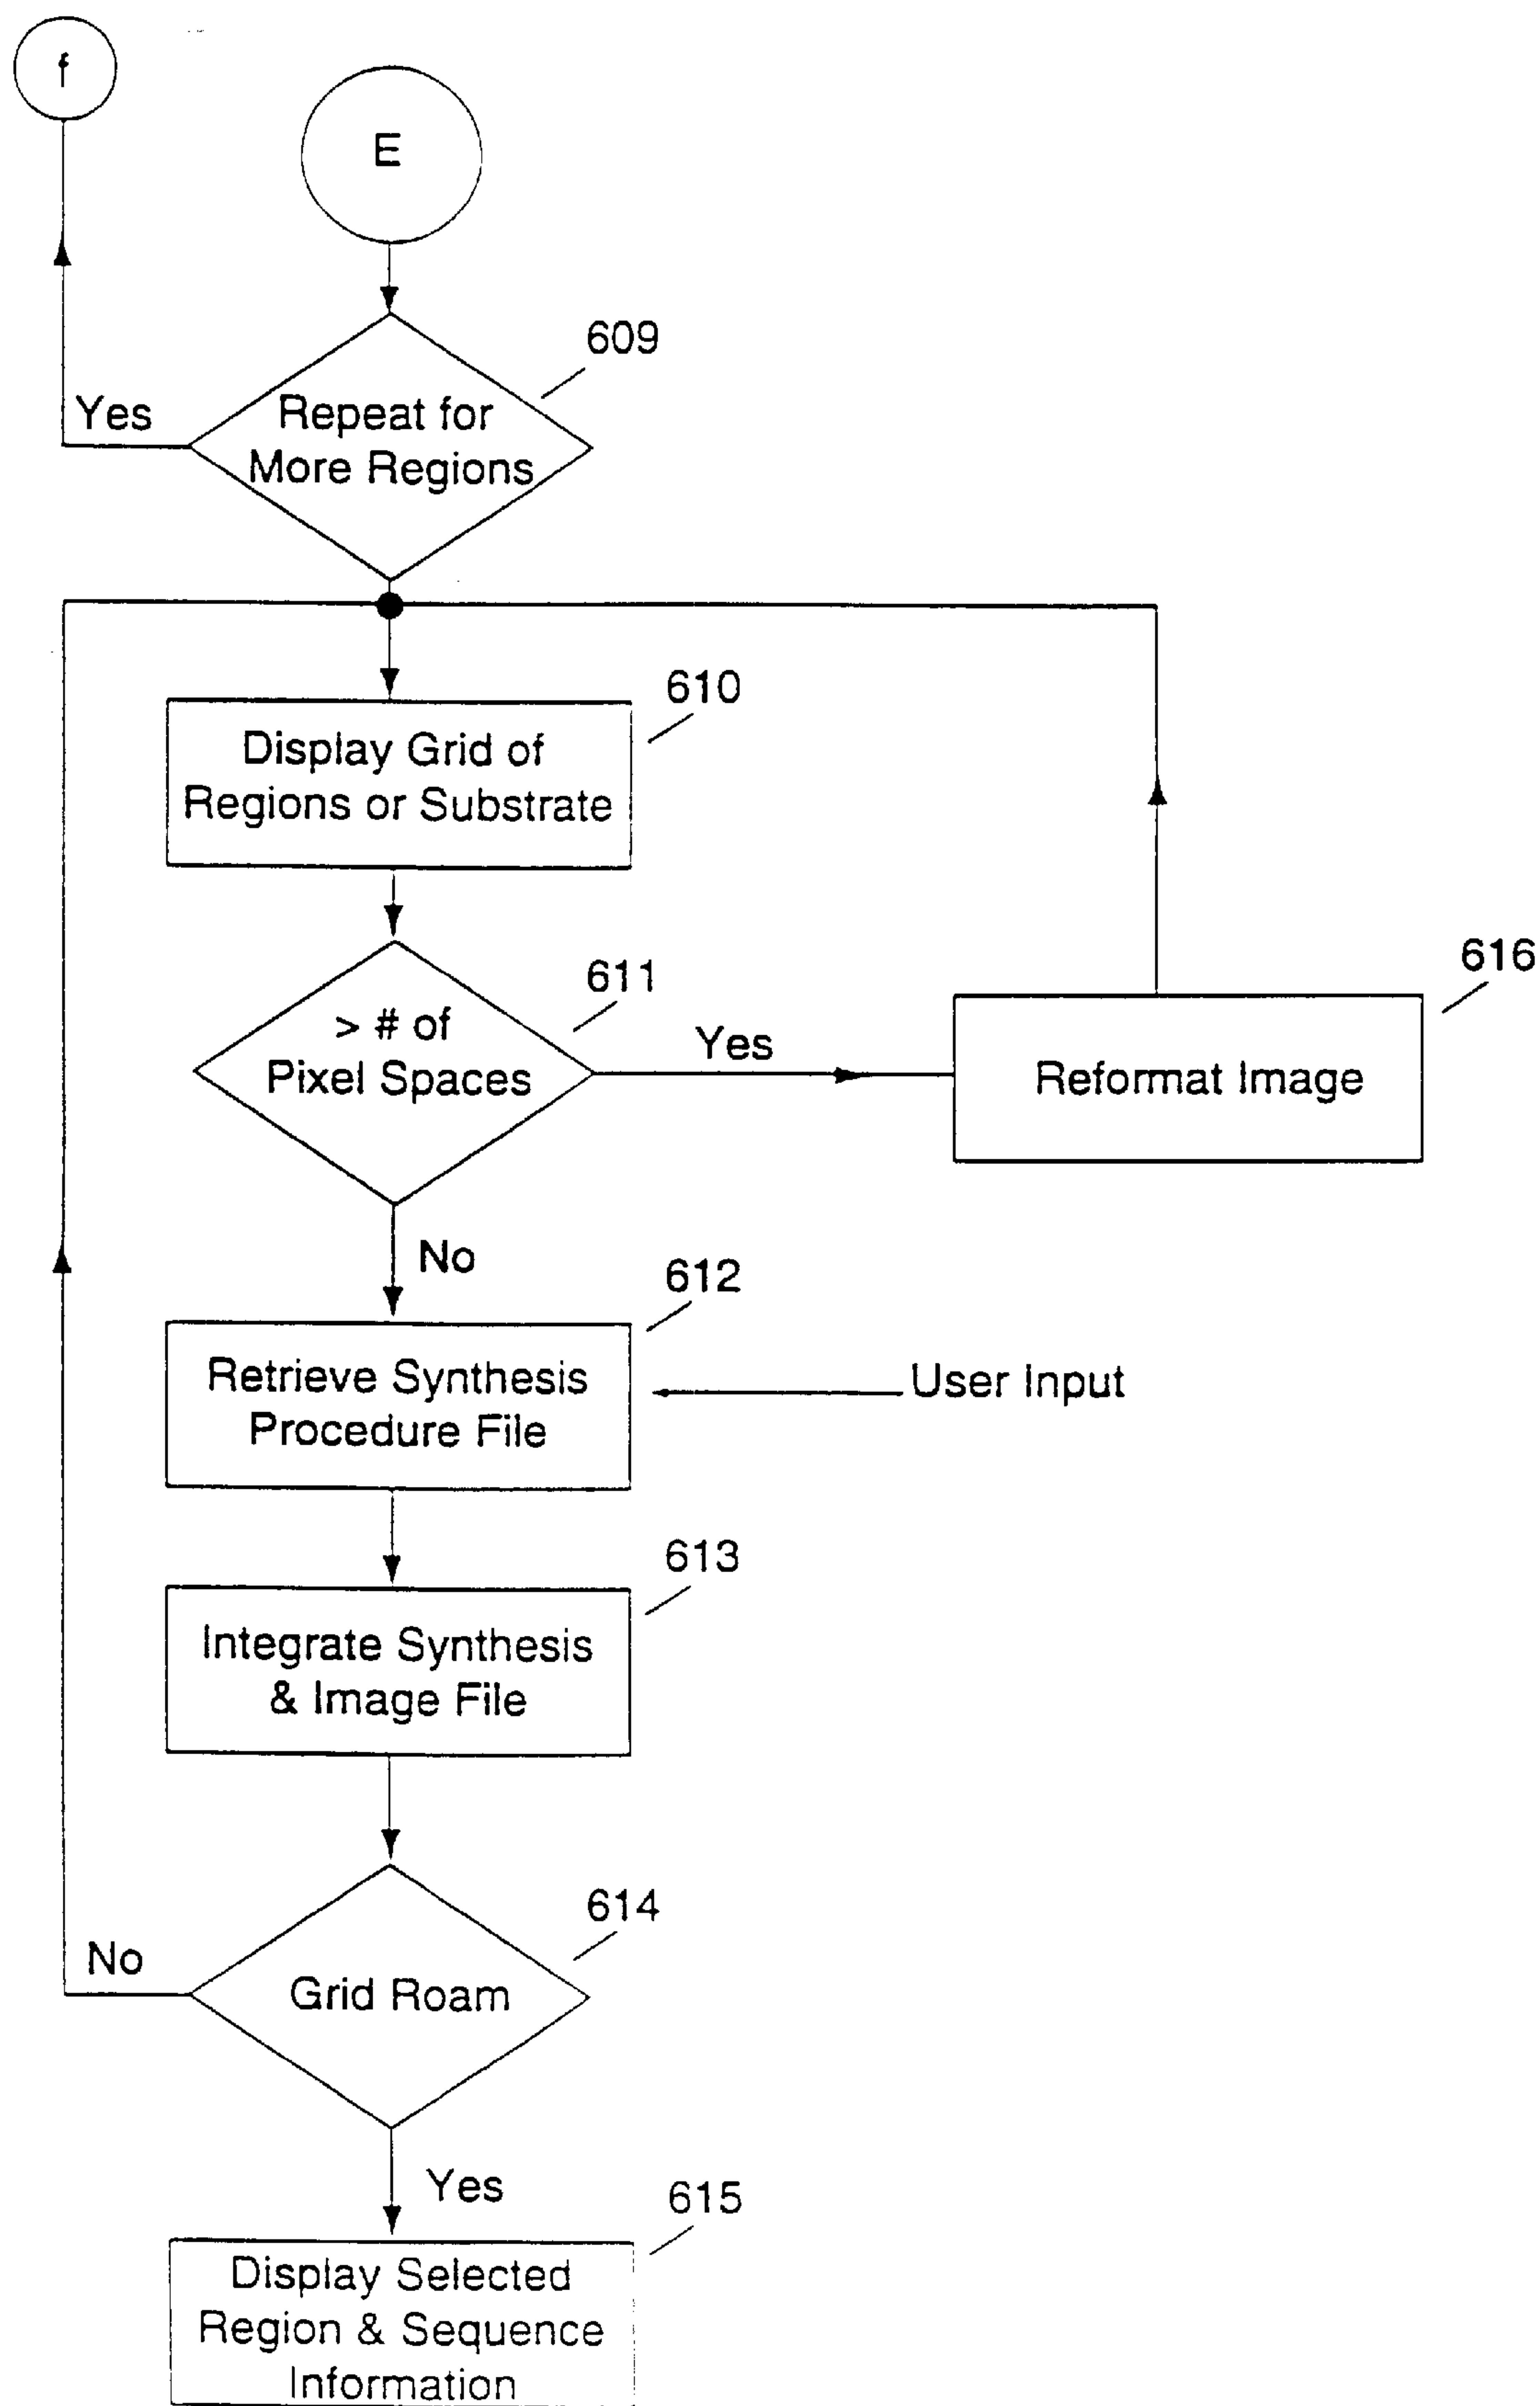 f
E
609
Yes
Repeat for
More Regions
610
Display Grid of
Regions or Substrate
611
> # of
Pixel Spaces
Yes
616
Reformat Image
No
612
Retrieve Synthesis
Procedure File
User Input
613
Integrate Synthesis
& Image File
614
No
Grid Roam
Yes
615
Display Selected
Region & Sequence
Information